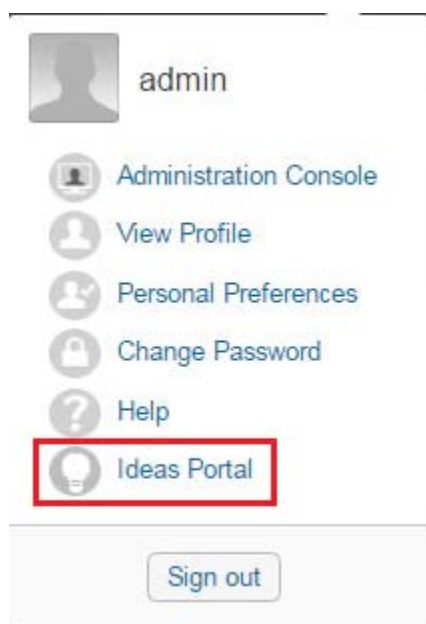 admin
Administration Console
View Profile
Personal Preferences
Change Password
Help
Ideas Portal
Sign out